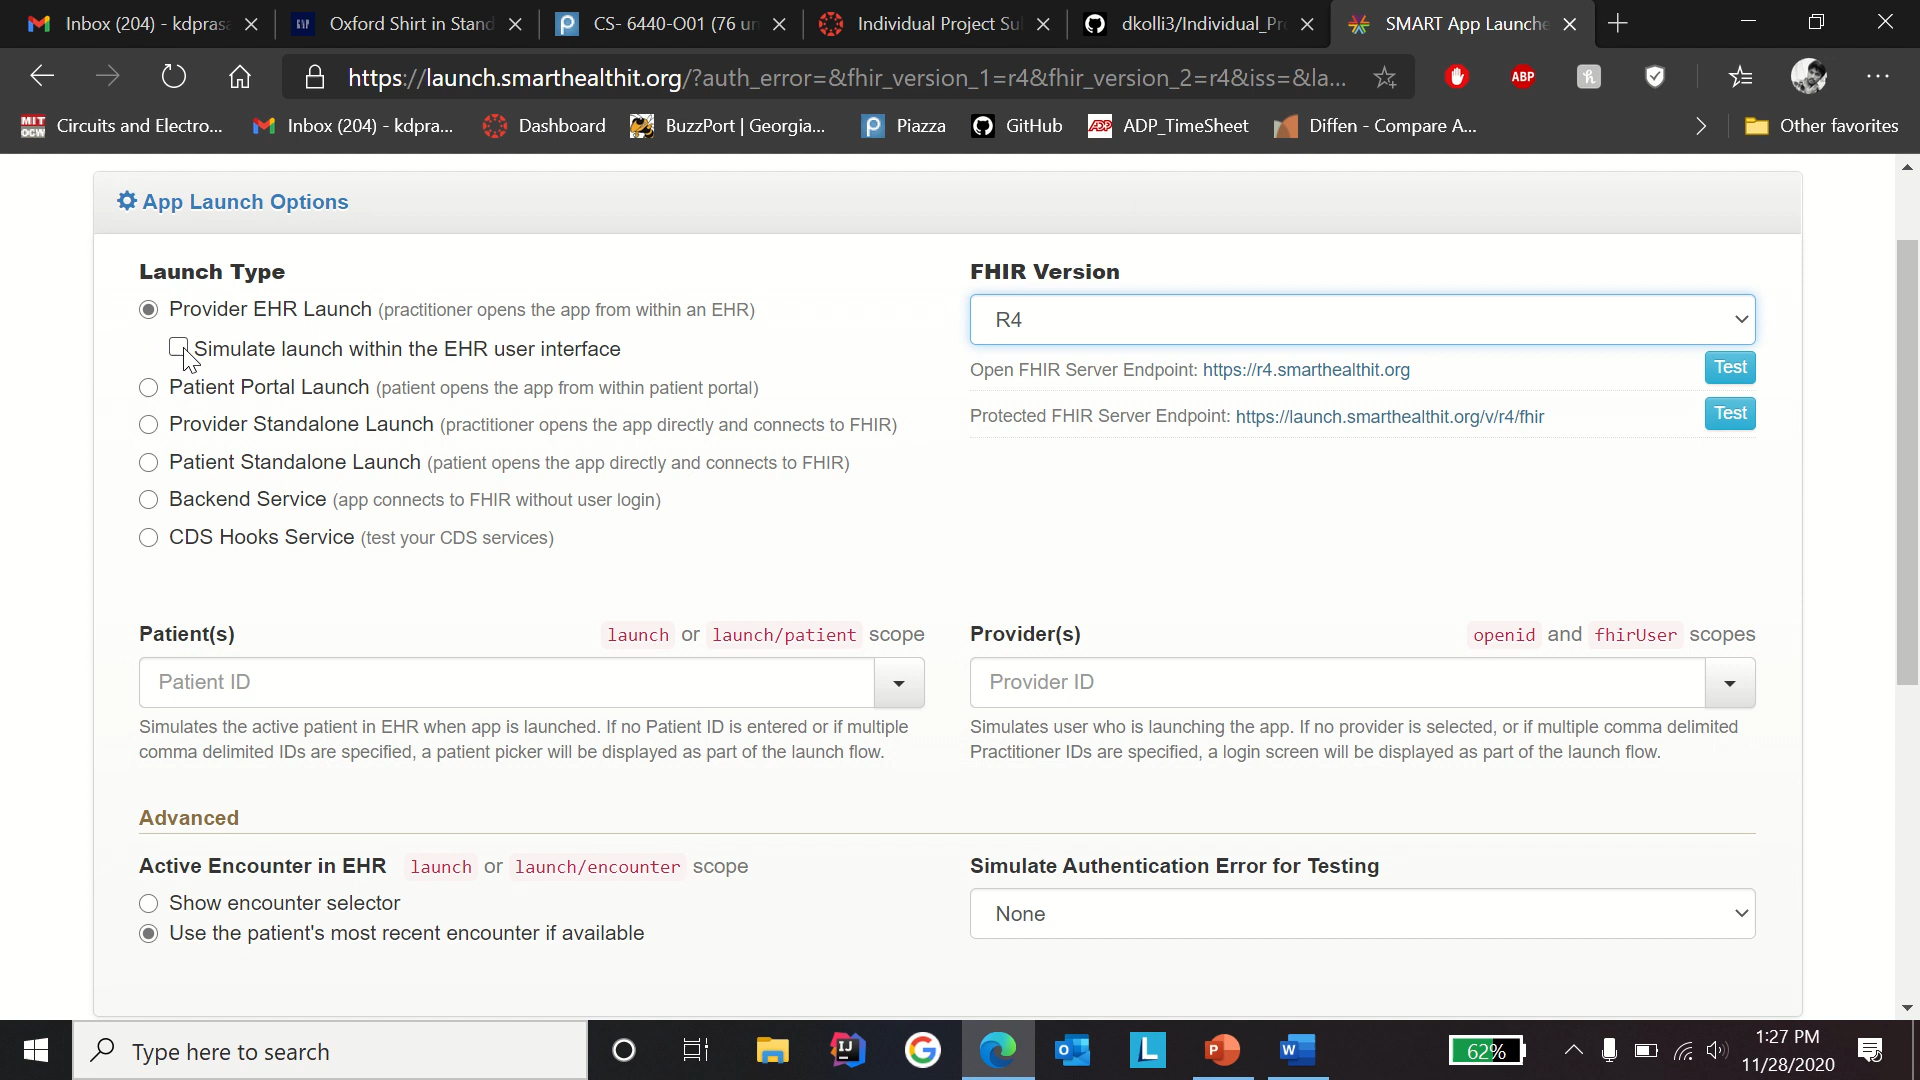 Inbox (204) - kdprasa
Oxford Shirt in Stand
CS- 6440-O01 (76 un
Individual Project Sul
dkolli3/Individual_Pro
SMART App Launche
https://launch.smarthealthit.org/?auth_error=&fhir_version_1=r4&fhir_version_2=r4&iss=&la...
ABP
h
MIT OCW Circuits and Electro...
Inbox (204) - kdpra...
Dashboard
BuzzPort | Georgia...
Piazza
GitHub
ADP_TimeSheet
Diffen - Compare A...
Other favorites
App Launch Options
Launch Type
Provider EHR Launch (practitioner opens the app from within an EHR)
Simulate launch within the EHR user interface
Patient Portal Launch (patient opens the app from within patient portal)
Provider Standalone Launch (practitioner opens the app directly and connects to FHIR)
Patient Standalone Launch (patient opens the app directly and connects to FHIR)
Backend Service (app connects to FHIR without user login)
CDS Hooks Service (test your CDS services)
FHIR Version
R4
Open FHIR Server Endpoint: https://r4.smarthealthit.org Test
Protected FHIR Server Endpoint: https://launch.smarthealthit.org/v/r4/fhir Test
Patient(s) launch or launch/patient scope
Patient ID
Simulates the active patient in EHR when app is launched. If no Patient ID is entered or if multiple
comma delimited IDs are specified, a patient picker will be displayed as part of the launch flow.
Provider(s) openid and fhirUser scopes
Provider ID
Simulates user who is launching the app. If no provider is selected, or if multiple comma delimited
Practitioner IDs are specified, a login screen will be displayed as part of the launch flow.
Advanced
Active Encounter in EHR launch or launch/encounter scope
Show encounter selector
Use the patient's most recent encounter if available
Simulate Authentication Error for Testing
None
Type here to search
62%
1:27 PM
11/28/2020